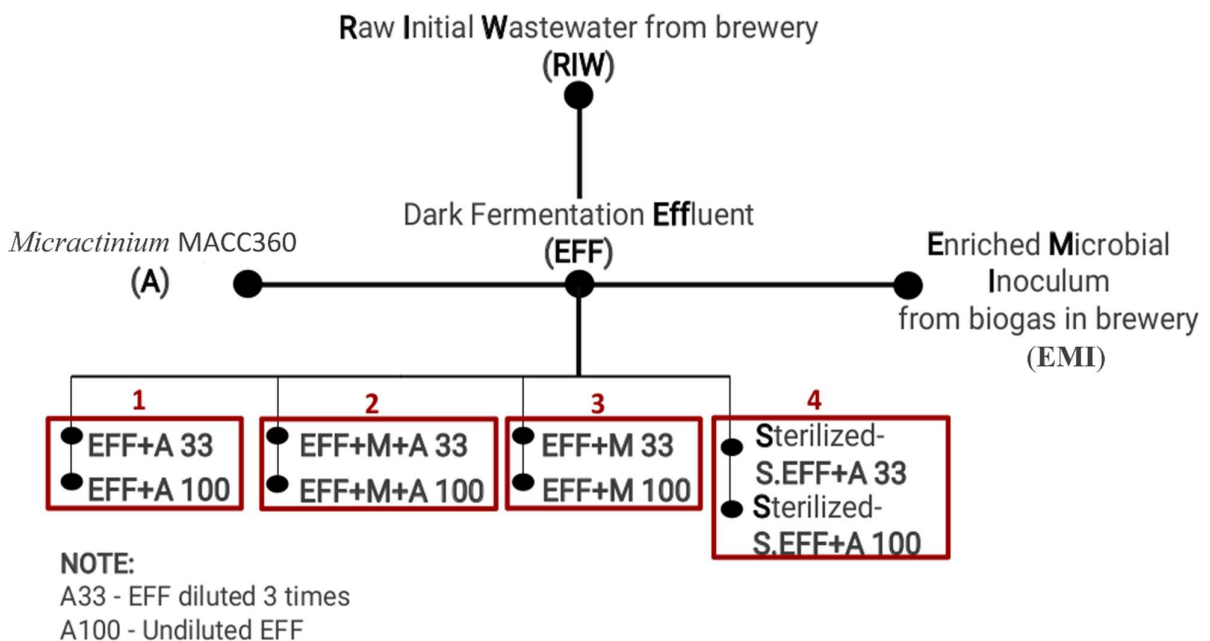 Raw Initial Wastewater from brewery
(RIW)
Dark Fermentation Effluent
(EFF)
Micractinium MACC360
(A)
Enriched Microbial
Inoculum
from biogas in brewery
(EMI)
1
EFF+A 33
EFF+A 100
2
EFF+M+A 33
EFF+M+A 100
3
EFF+M 33
EFF+M 100
4
Sterilized-
S.EFF+A 33
Sterilized-
S.EFF+A 100
NOTE:
A33 - EFF diluted 3 times
A100 - Undiluted EFF